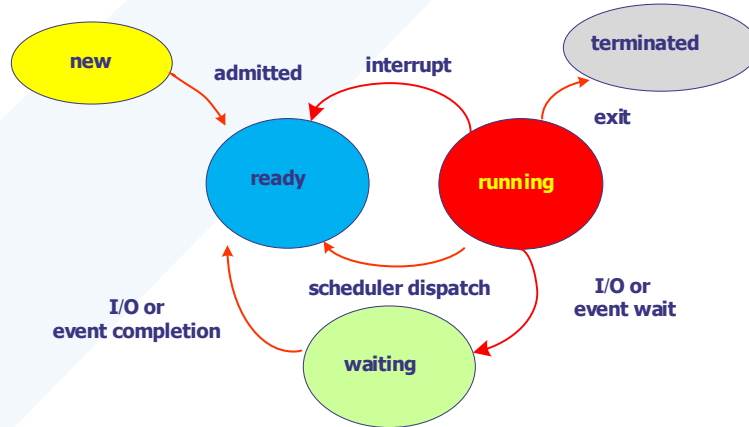 new
terminated
admitted
interrupt
exit
ready
running
scheduler dispatch
I/O or
event wait
I/O or
event completion
waiting